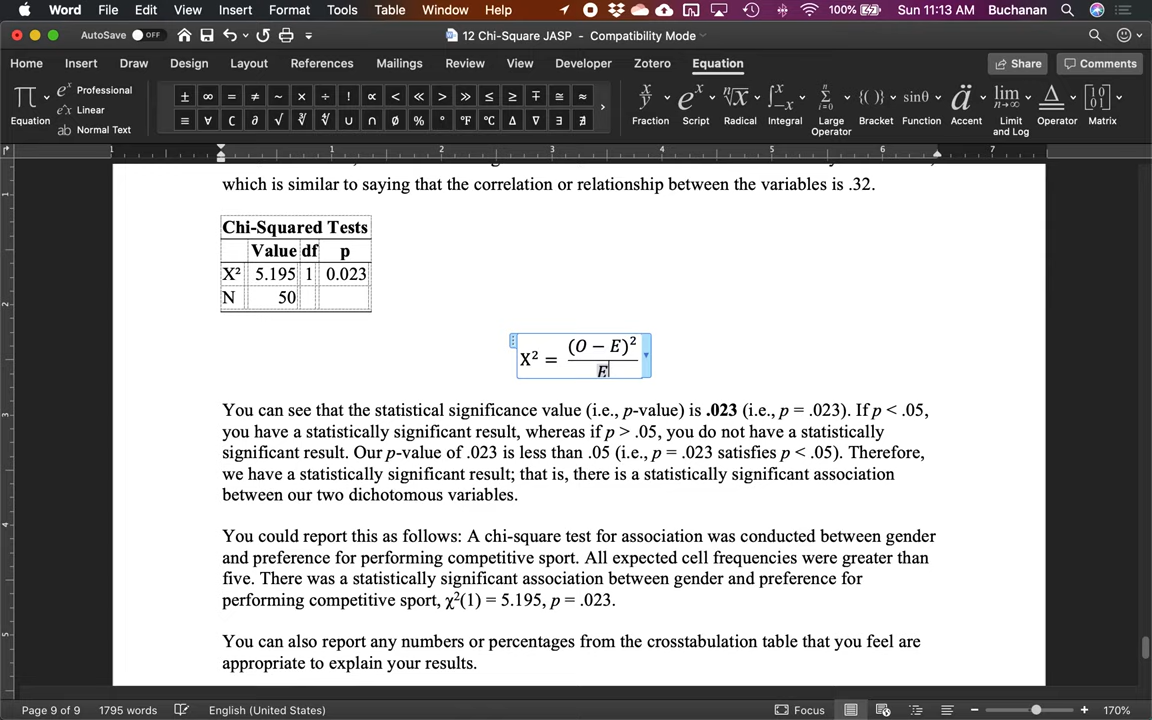 Word File Edit View Insert Format Tools Table Window Help 100% Sun 11:13 AM Buchanan
AutoSave OFF 12 Chi-Square JASP - Compatibility Mode
Home Insert Draw Design Layout References Mailings Review View Developer Zotero Equation Share Comments
Professional
Linear
Normal Text
Equation
± ∞ = ≠ ~ × ÷ ! ∝ < ≪ > ≫ ≤ ≥ ∓ ≅ ≈
≡ ∀ C ∂ √ ∛ ∜ ∪ ∩ ∅ % ° °F °C ∆ ∇ ∃ ∄
Fraction Script Radical Integral Large Operator Bracket Function Accent Limit and Log Operator Matrix
1 1 2 3 4 5 6 7
which is similar to saying that the correlation or relationship between the variables is .32.
Chi-Squared Tests
Value df p
X² 5.195 1 0.023
N 50
X² = (O − E)²
E
You can see that the statistical significance value (i.e., p-value) is .023 (i.e., p = .023). If p < .05,
you have a statistically significant result, whereas if p > .05, you do not have a statistically
significant result. Our p-value of .023 is less than .05 (i.e., p = .023 satisfies p < .05). Therefore,
we have a statistically significant result; that is, there is a statistically significant association
between our two dichotomous variables.
You could report this as follows: A chi-square test for association was conducted between gender
and preference for performing competitive sport. All expected cell frequencies were greater than
five. There was a statistically significant association between gender and preference for
performing competitive sport, χ²(1) = 5.195, p = .023.
You can also report any numbers or percentages from the crosstabulation table that you feel are
appropriate to explain your results.
Page 9 of 9 1795 words English (United States) Focus 170%